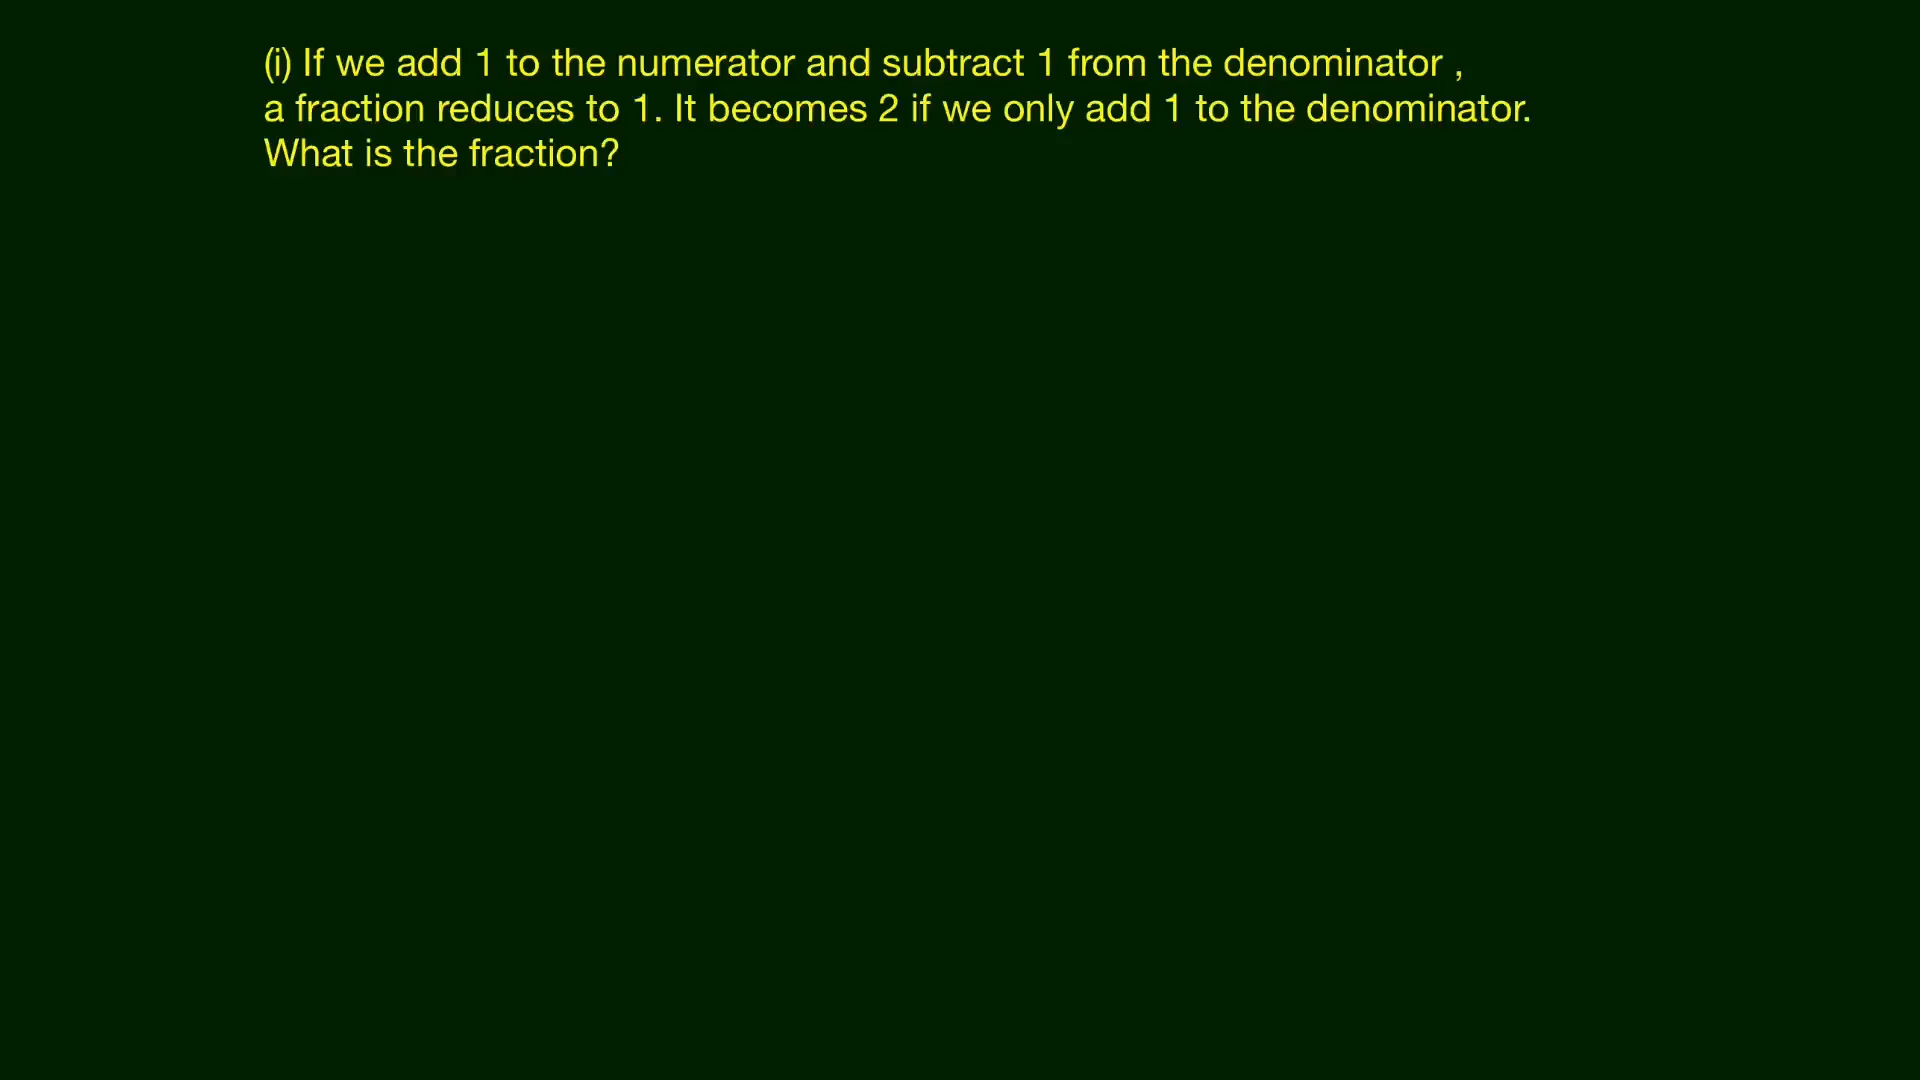 (i) If we add 1 to the numerator and subtract 1 from the denominator ,
a fraction reduces to 1. It becomes 2 if we only add 1 to the denominator.
What is the fraction?